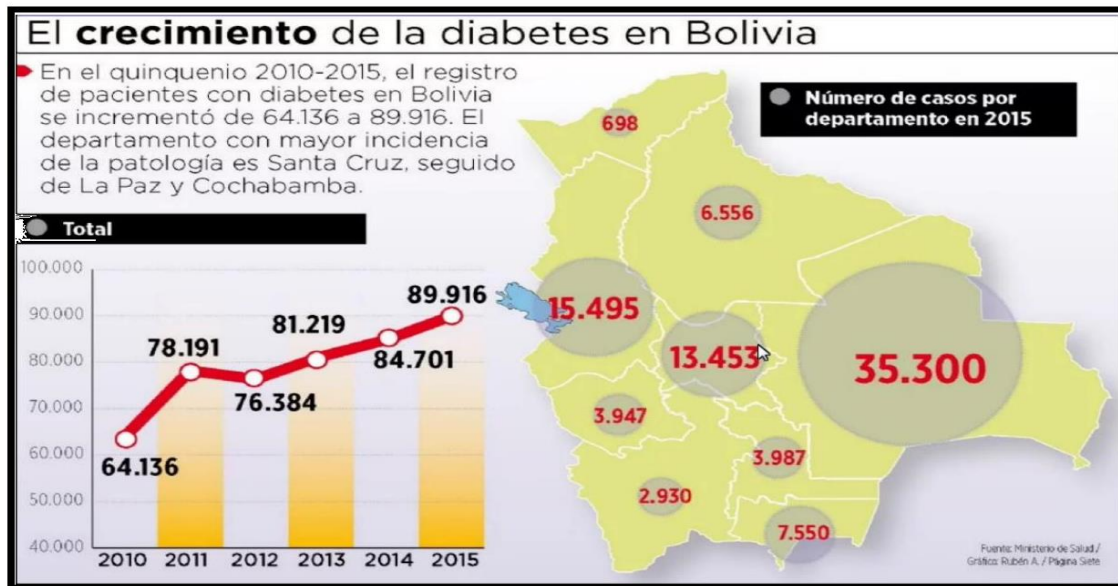 El crecimiento de la diabetes en Bolivia
En el quinquenio 2010-2015, el registro
de pacientes con diabetes en Bolivia
se incrementó de 64.136 a 89.916. El
departamento con mayor incidencia
de la patología es Santa Cruz, seguido
de La Paz y Cochabamba.
Total
100.000
90.000
80.000
70.000
60.000
50.000
40.000
64.136
78.191
76.384
81.219
84.701
89.916
2010 2011 2012 2013 2014 2015
Número de casos por
departamento en 2015
698
6.556
15.495
13.453
35.300
3.947
3.987
2.930
7.550
Fuente: Ministerio de Salud /
Gráfico: Rubén A. / Página Siete